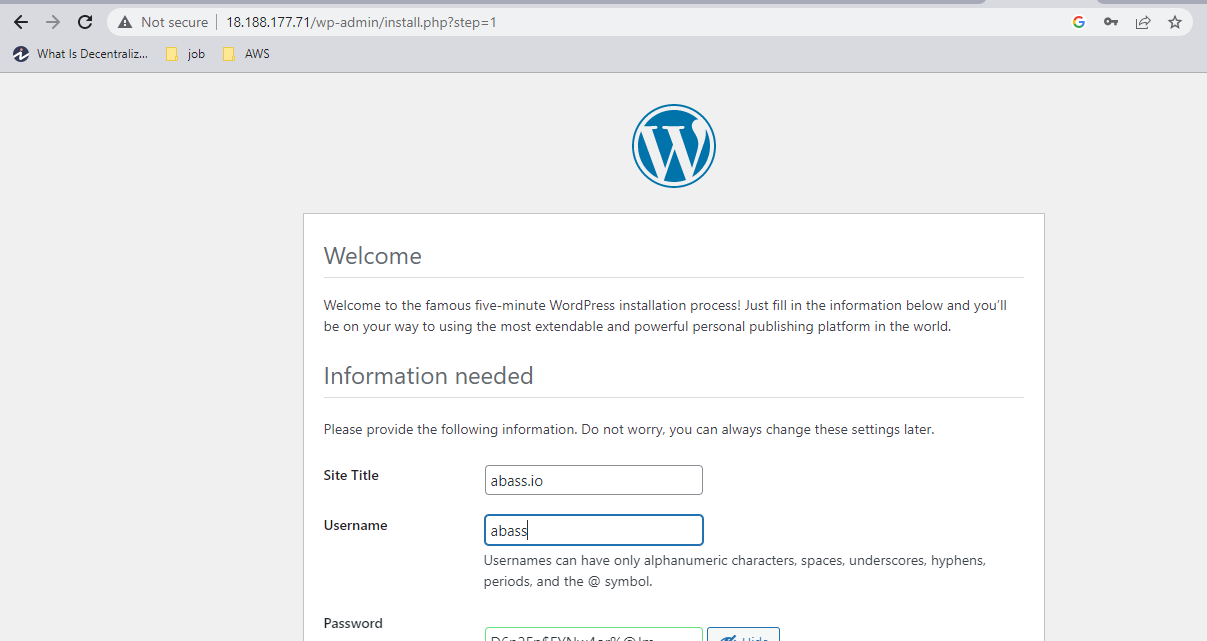 Not secure | 18.188.177.71/wp-admin/install.php?step=1
What Is Decentraliz... job AWS
Welcome
Welcome to the famous five-minute WordPress installation process! Just fill in the information below and you'll
be on your way to using the most extendable and powerful personal publishing platform in the world.
Information needed
Please provide the following information. Do not worry, you can always change these settings later.
Site Title abass.io
Username abass
Usernames can have only alphanumeric characters, spaces, underscores, hyphens,
periods, and the @ symbol.
Password Hide